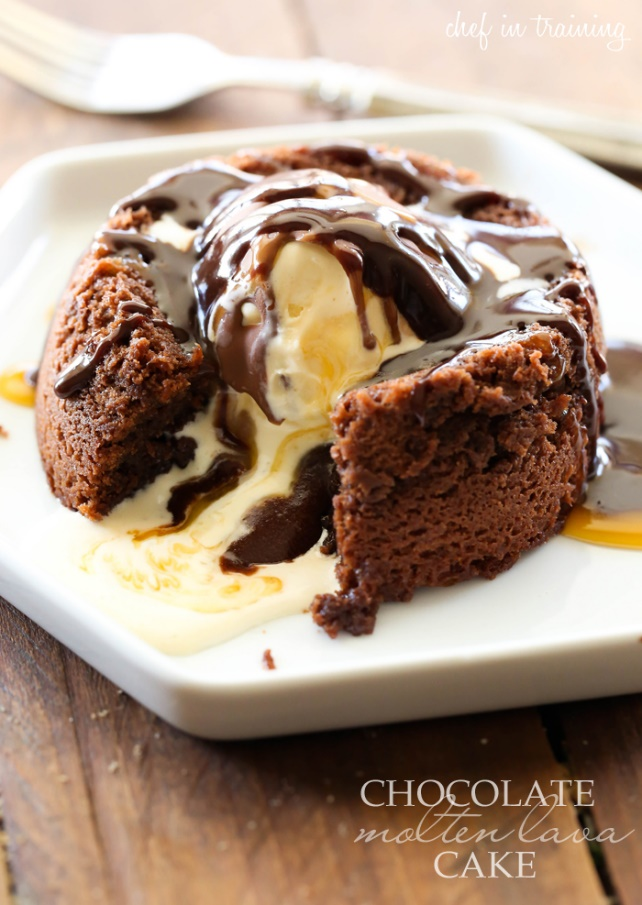 chef in training
CHOCOLATE
molten lava
CAKE